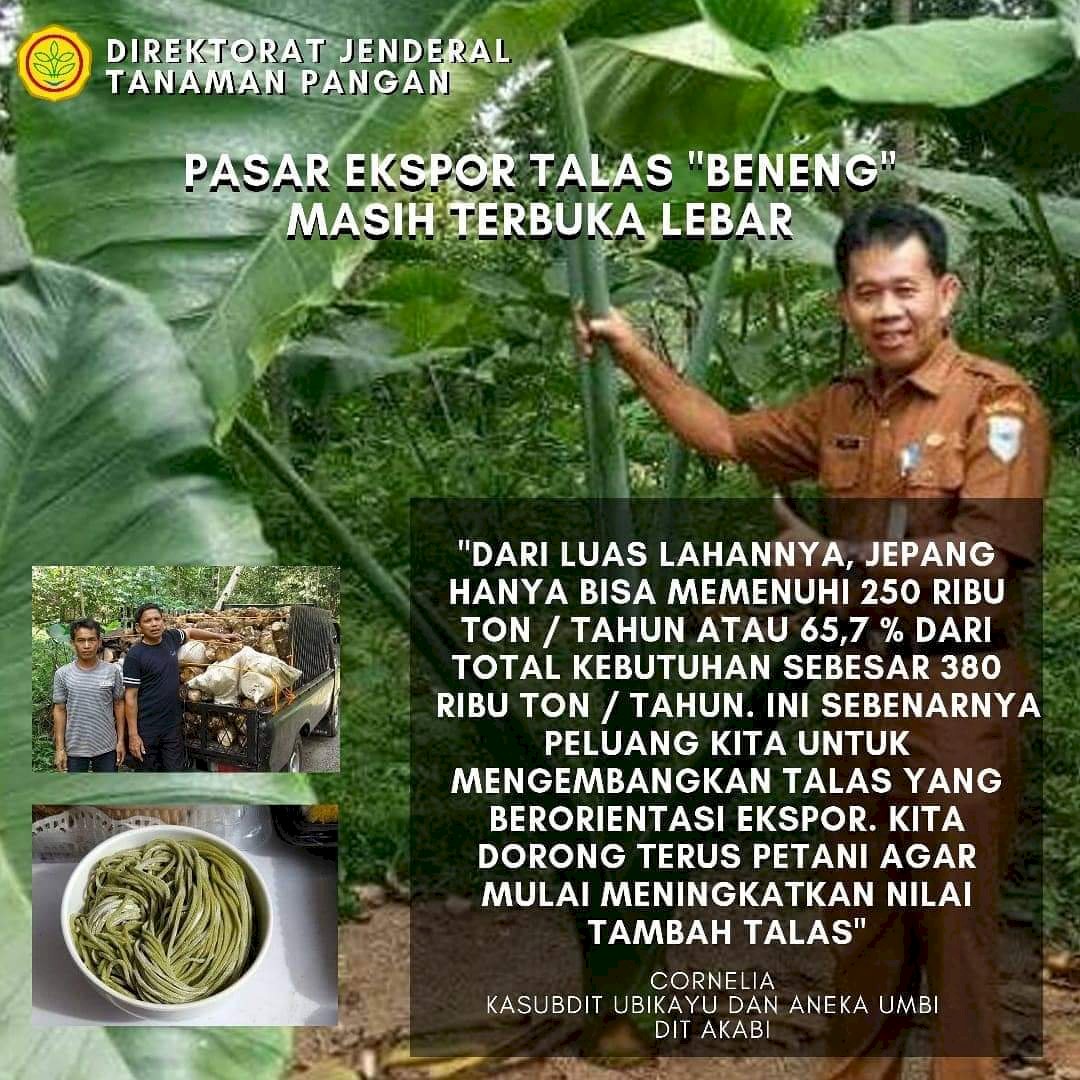 DIREKTORAT JENDERAL
TANAMAN PANGAN
PASAR EKSPOR TALAS "BENENG"
MASIH TERBUKA LEBAR
"DARI LUAS LAHANNYA, JEPANG
HANYA BISA MEMENUHI 250 RIBU
TON / TAHUN ATAU 65,7 % DARI
TOTAL KEBUTUHAN SEBESAR 380
RIBU TON / TAHUN. INI SEBENARNYA
PELUANG KITA UNTUK
MENGEMBANGKAN TALAS YANG
BERORIENTASI EKSPOR. KITA
DORONG TERUS PETANI AGAR
MULAI MENINGKATKAN NILAI
TAMBAH TALAS"
CORNELIA
KASUBDIT UBIKAYU DAN ANEKA UMBI
DIT AKABI